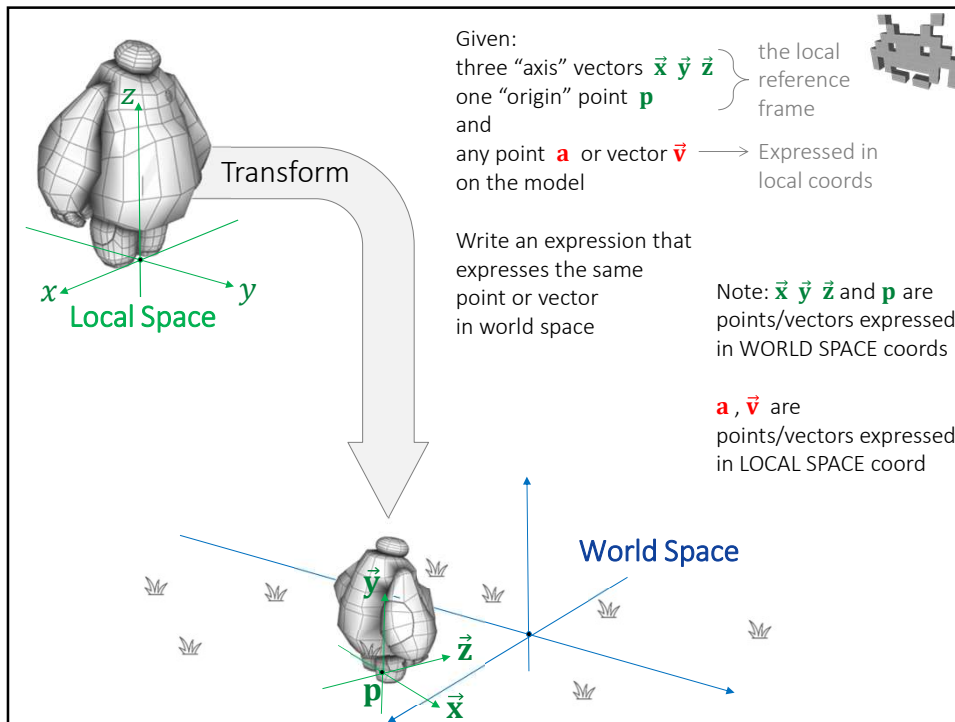 Given:
three “axis” vectors x⃗ y⃗ z⃗
one “origin” point p
and
any point a or vector v⃗
on the model
the local
reference
frame
Expressed in
local coords
Write an expression that
expresses the same
point or vector
in world space
Note: x⃗ y⃗ z⃗ and p are
points/vectors expressed
in WORLD SPACE coords
a , v⃗ are
points/vectors expressed
in LOCAL SPACE coord
z
Transform
x
y
Local Space
World Space
y⃗
z⃗
p
x⃗